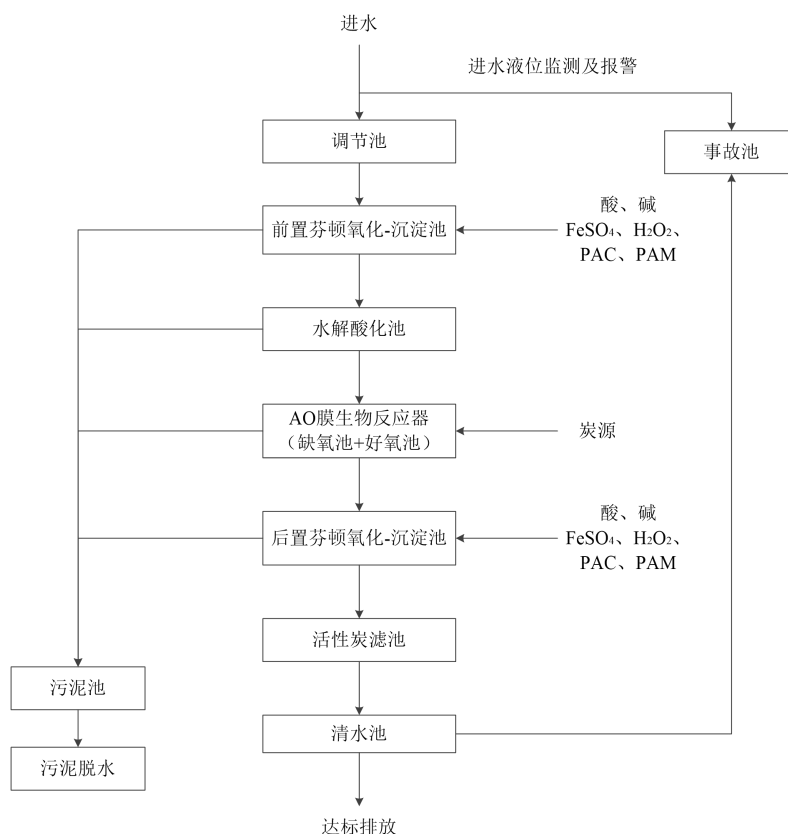 进水
进水液位监测及报警
调节池
事故池
酸、碱
前置芬顿氧化-沉淀池
FeSO₄、H₂O₂、
PAC、PAM
水解酸化池
AO膜生物反应器
（缺氧池+好氧池）
炭源
酸、碱
后置芬顿氧化-沉淀池
FeSO₄、H₂O₂、
PAC、PAM
活性炭滤池
污泥池
清水池
污泥脱水
达标排放